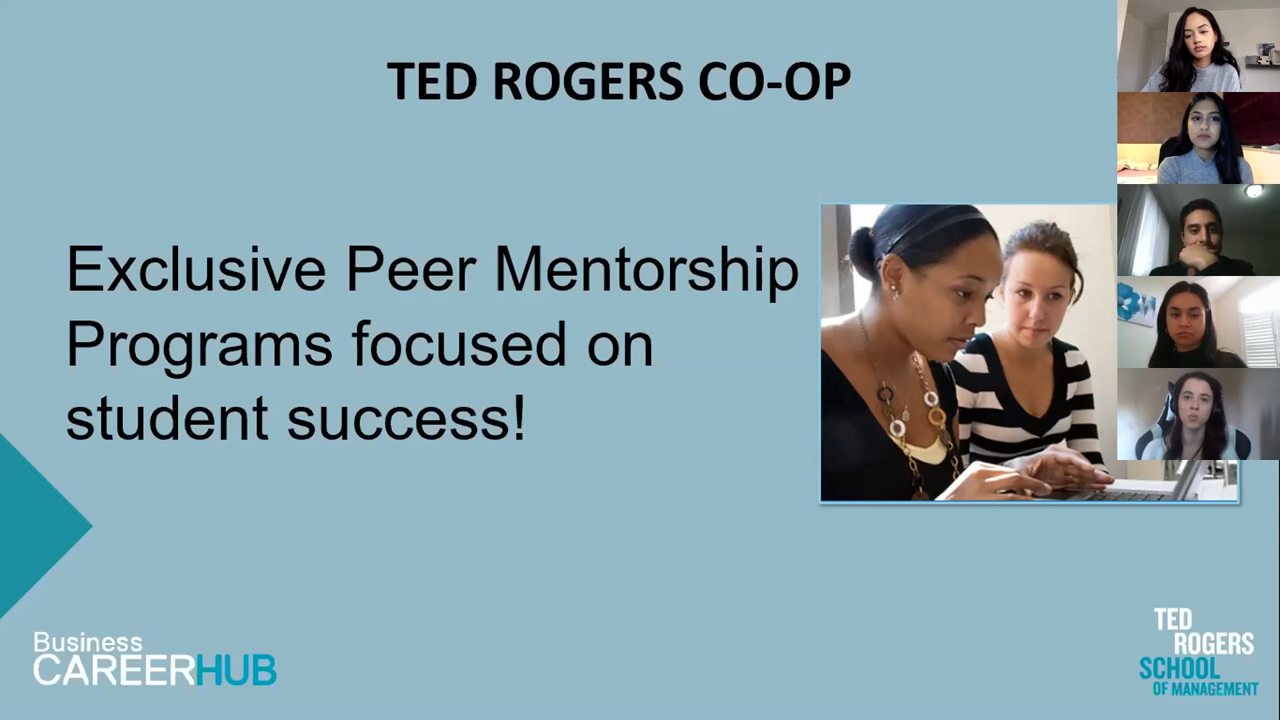 TED ROGERS CO-OP
Exclusive Peer Mentorship
Programs focused on
student success!
Business
CAREERHUB
TED
ROGERS
SCHOOL
OF MANAGEMENT